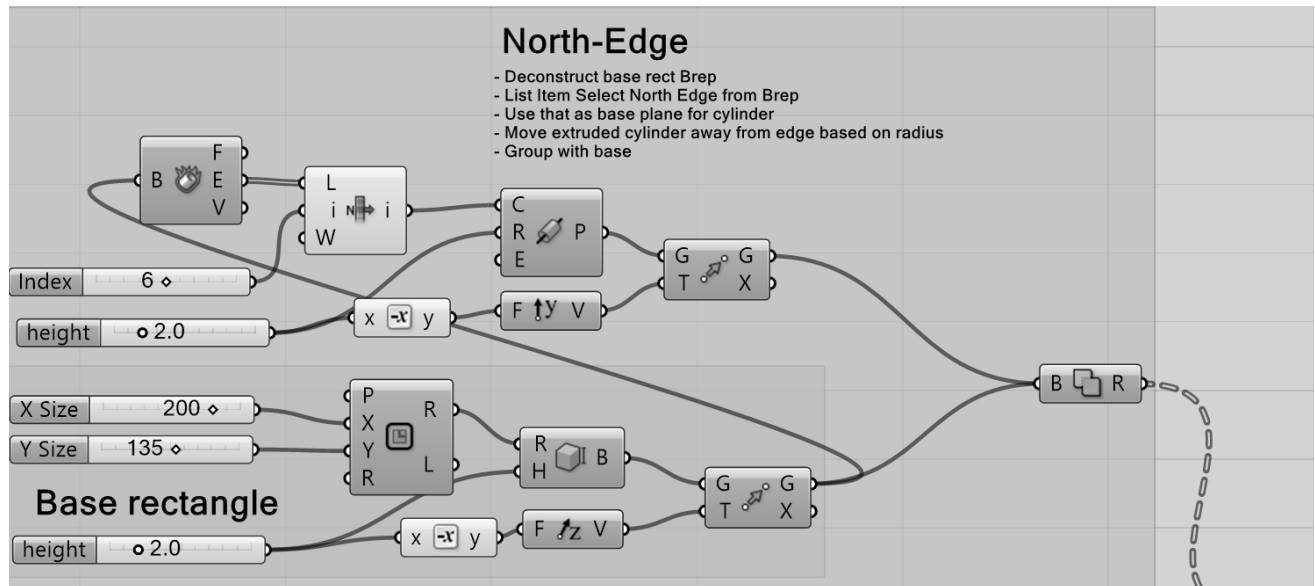 North-Edge
- Deconstruct base rect Brep
- List Item Select North Edge from Brep
- Use that as base plane for cylinder
- Move extruded cylinder away from edge based on radius
- Group with base
F
B E
V
L
i N i
W
C
R P
E
G G
T X
Index 6
height 2.0
x -x y
F y V
B R
X Size 200
Y Size 135
P
X R
Y
R L
R B
H
G G
T X
Base rectangle
height 2.0
x -x y
F z V